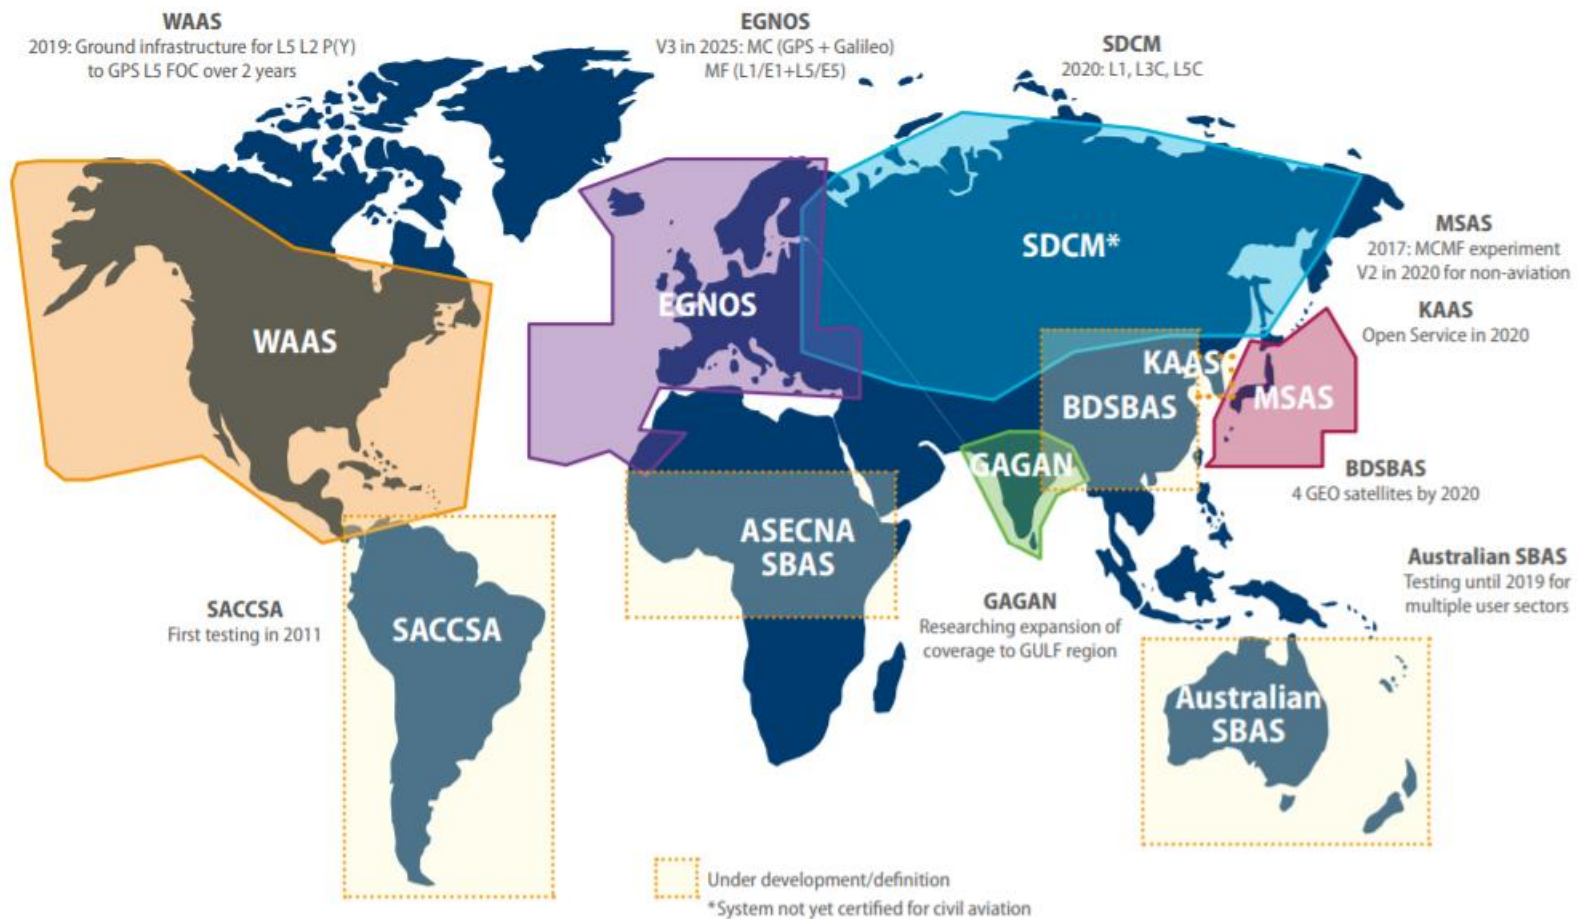 WAAS
2019: Ground infrastructure for L5 L2 P(Y)
to GPS L5 FOC over 2 years
EGNOS
V3 in 2025: MC (GPS + Galileo)
MF (L1/E1+L5/E5)
SDCM
2020: L1, L3C, L5C
MSAS
2017: MCMF experiment
V2 in 2020 for non-aviation
KAAS
Open Service in 2020
BDSBAS
4 GEO satellites by 2020
Australian SBAS
Testing until 2019 for
multiple user sectors
GAGAN
Researching expansion of
coverage to GULF region
SACCSA
First testing in 2011
WAAS
EGNOS
SDCM*
KAAS
BDSBAS
MSAS
GAGAN
ASECNA
SBAS
SACCSA
Australian
SBAS
Under development/definition
*System not yet certified for civil aviation